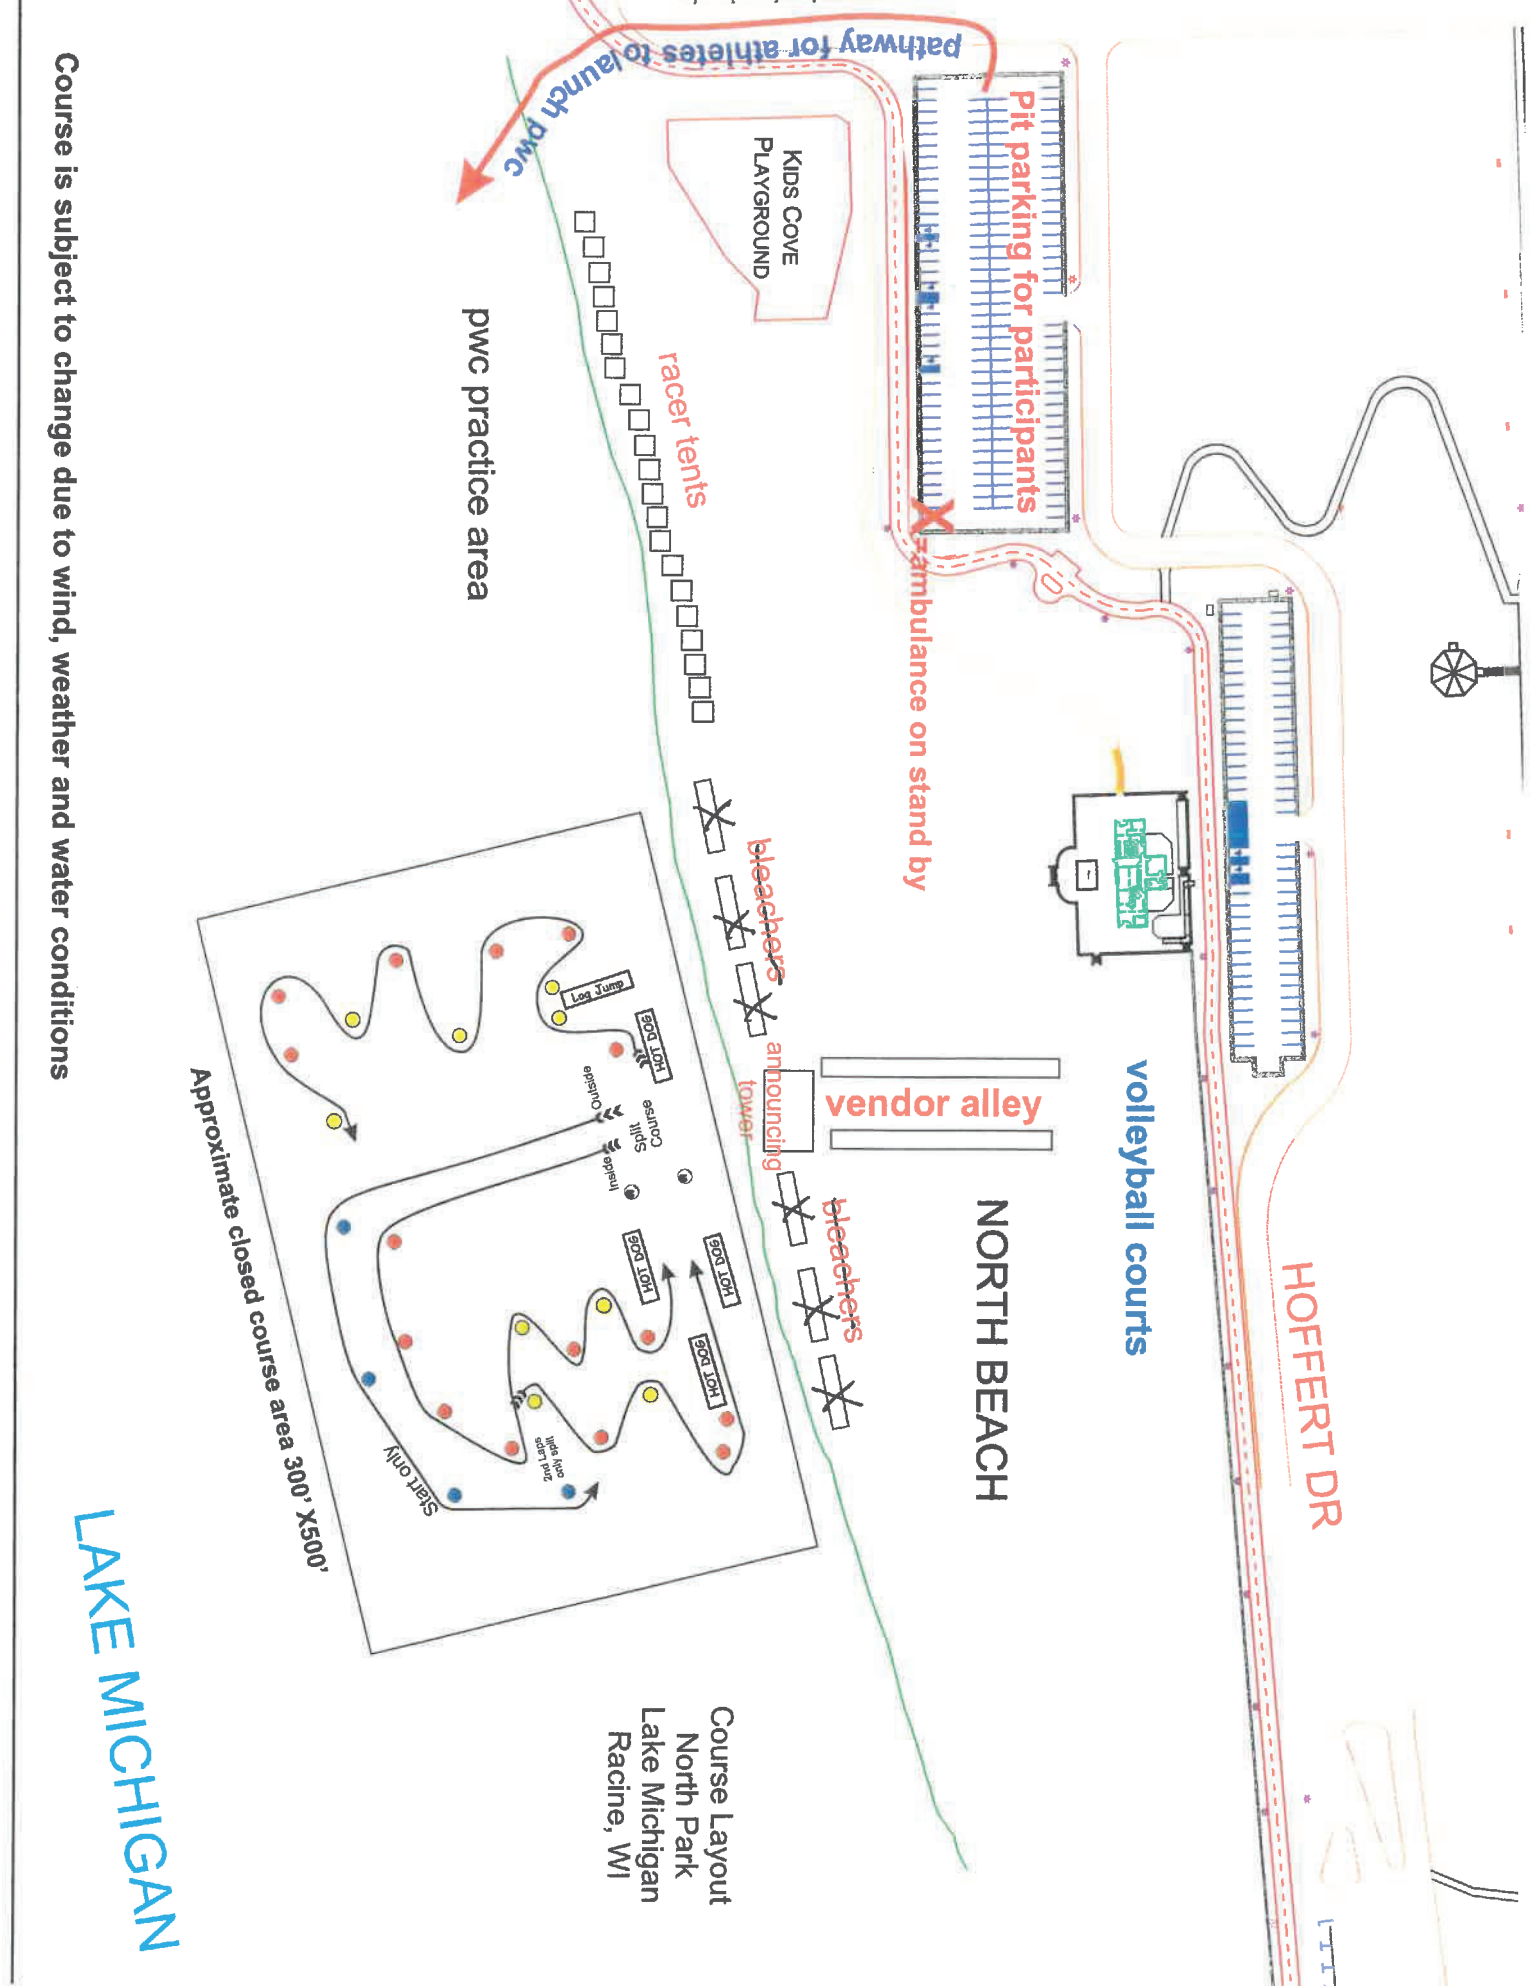 pathway for athletes to launch pwc
Pit parking for participants
KIDS COVE
PLAYGROUND
racer tents
pwc practice area
X=ambulance on stand by
bleachers
announcing
tower
vendor alley
volleyball courts
bleachers
NORTH BEACH
HOFFERT DR
Log Jump
HOT DOG
Outside
Split
Course
Inside
HOT DOG
HOT DOG
HOT DOG
2nd Laps
only split
Start only
Approximate closed course area 300' X500'
Course Layout
North Park
Lake Michigan
Racine, WI
LAKE MICHIGAN
Course is subject to change due to wind, weather and water conditions